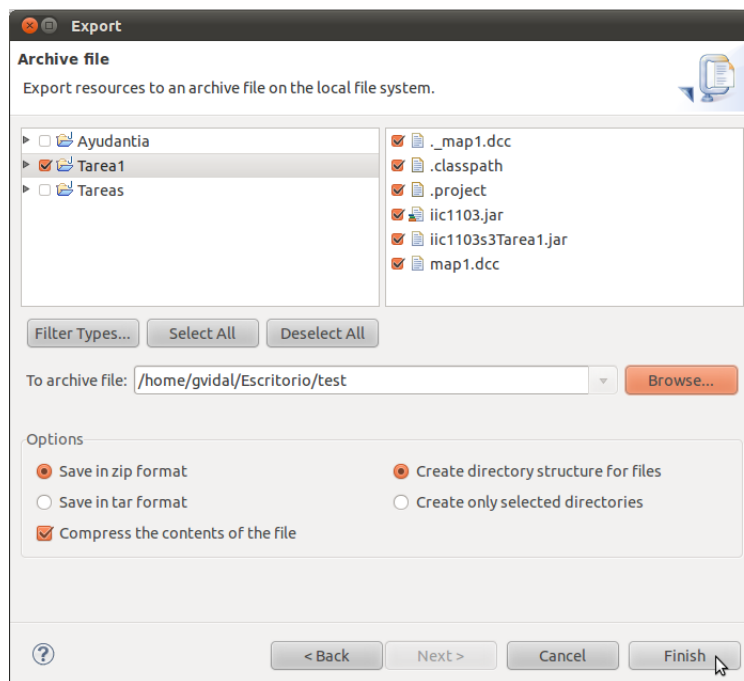 Export
Archive file
Export resources to an archive file on the local file system.
Ayudantia
Tarea1
Tareas
._map1.dcc
.classpath
.project
iic1103.jar
iic1103s3Tarea1.jar
map1.dcc
Filter Types... Select All Deselect All
To archive file: /home/gvidal/Escritorio/test Browse...
Options
Save in zip format
Save in tar format
Compress the contents of the file
Create directory structure for files
Create only selected directories
? < Back Next > Cancel Finish